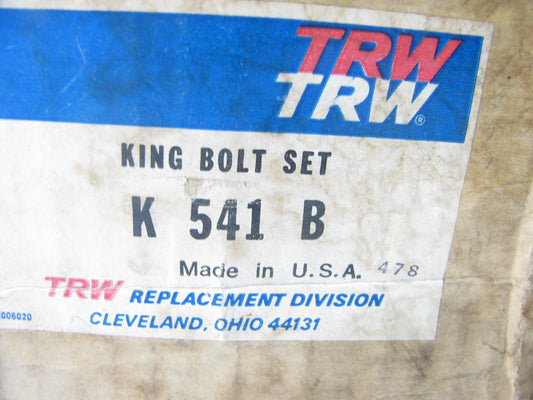 TRW
TRW®
KING BOLT SET
K 541 B
Made in U.S.A. 478
TRW REPLACEMENT DIVISION
CLEVELAND, OHIO 44131